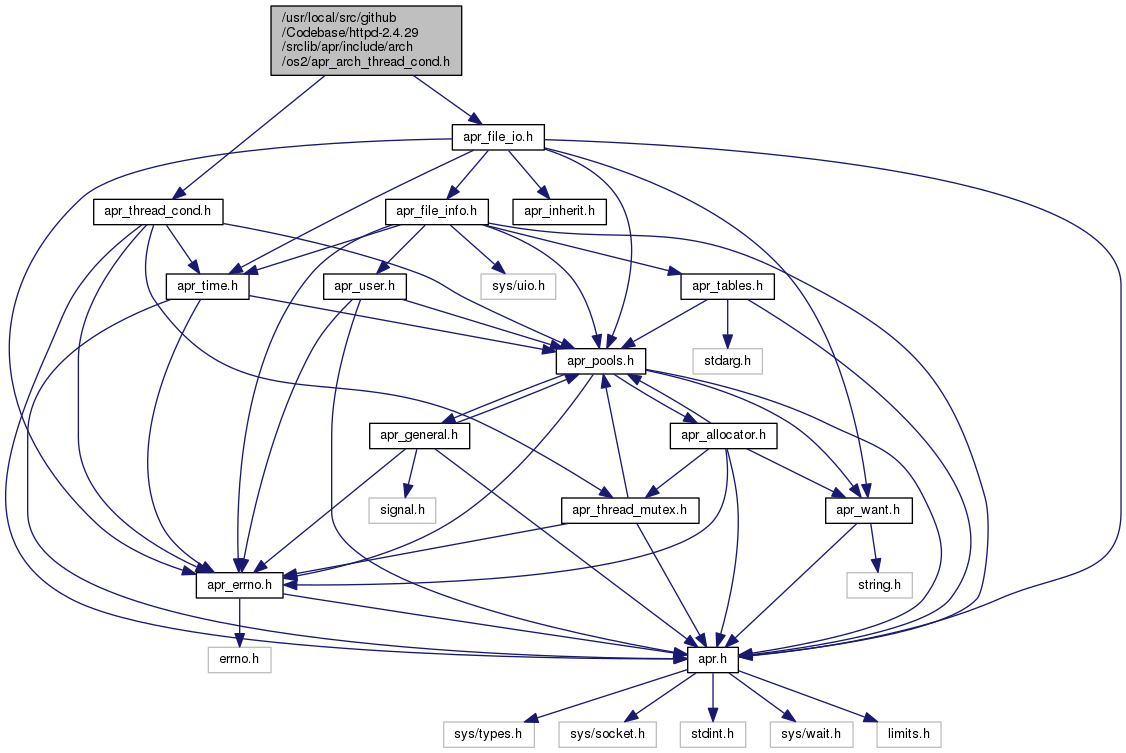 /usr/local/src/github
/Codebase/httpd-2.4.29
/srclib/apr/include/arch
/os2/apr_arch_thread_cond.h
apr_file_io.h
apr_thread_cond.h
apr_file_info.h
apr_inherit.h
apr_time.h
apr_user.h
sys/uio.h
apr_tables.h
apr_pools.h
stdarg.h
apr_general.h
apr_allocator.h
signal.h
apr_thread_mutex.h
apr_want.h
apr_errno.h
string.h
errno.h
apr.h
sys/types.h
sys/socket.h
stdint.h
sys/wait.h
limits.h